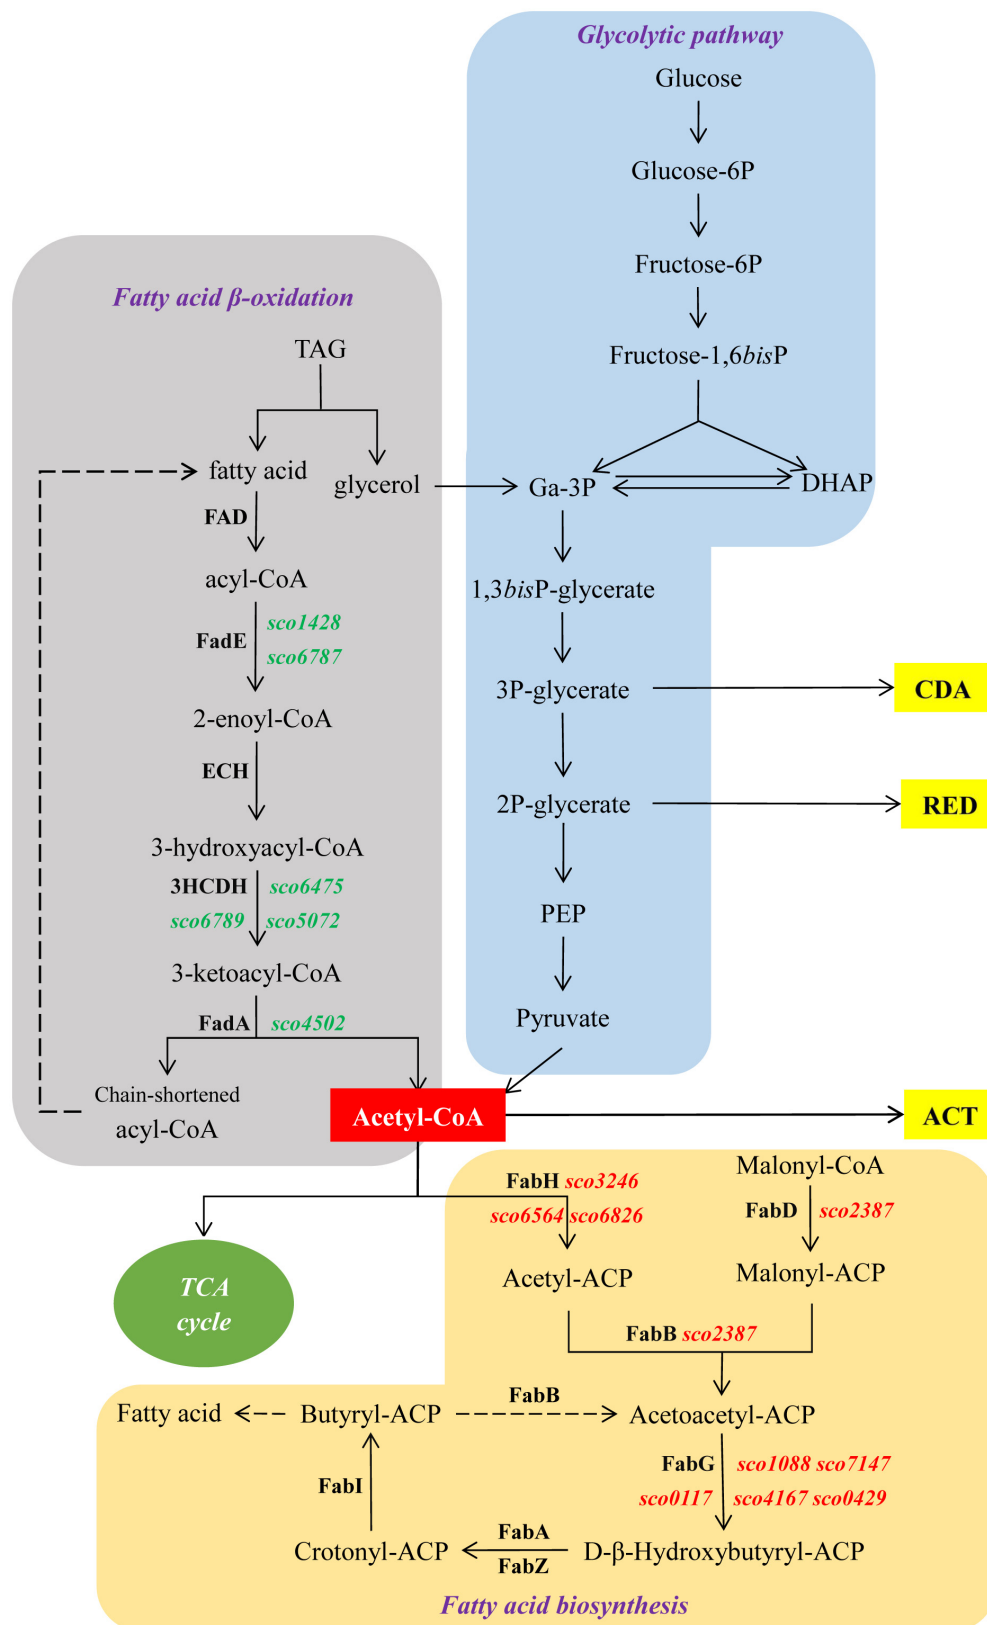 Glycolytic pathway
Glucose
Glucose-6P
Fructose-6P
Fructose-1,6bisP
Ga-3P
DHAP
1,3bisP-glycerate
3P-glycerate
CDA
2P-glycerate
RED
PEP
Pyruvate
Fatty acid β-oxidation
TAG
fatty acid
glycerol
FAD
acyl-CoA
FadE
sco1428
sco6787
2-enoyl-CoA
ECH
3-hydroxyacyl-CoA
3HCDH sco6475
sco6789 sco5072
3-ketoacyl-CoA
FadA sco4502
Chain-shortened
acyl-CoA
Acetyl-CoA
ACT
TCA
cycle
FabH sco3246
sco6564 sco6826
Acetyl-ACP
Malonyl-CoA
FabD sco2387
Malonyl-ACP
FabB sco2387
Fatty acid
Butyryl-ACP
FabB
Acetoacetyl-ACP
FabG sco1088 sco7147
sco0117 sco4167 sco0429
FabI
Crotonyl-ACP
FabA
FabZ
D-β-Hydroxybutyryl-ACP
Fatty acid biosynthesis